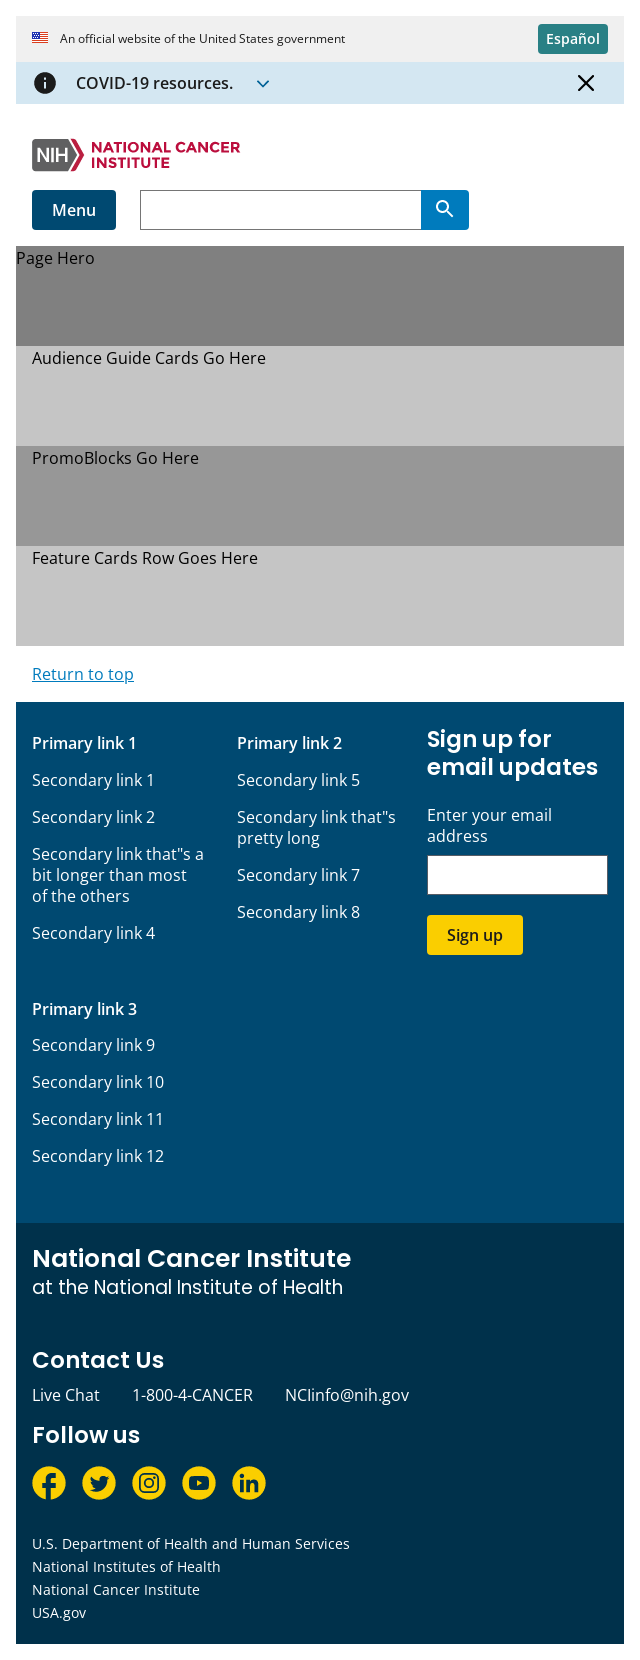 An official website of the United States government
Español
COVID-19 resources.
NIH
NATIONAL CANCER
INSTITUTE
Menu
Page Hero
Audience Guide Cards Go Here
PromoBlocks Go Here
Feature Cards Row Goes Here
Return to top
Primary link 1
Secondary link 1
Secondary link 2
Secondary link that"s a
bit longer than most
of the others
Secondary link 4
Primary link 2
Secondary link 5
Secondary link that"s
pretty long
Secondary link 7
Secondary link 8
Sign up for
email updates
Enter your email
address
Sign up
Primary link 3
Secondary link 9
Secondary link 10
Secondary link 11
Secondary link 12
National Cancer Institute
at the National Institute of Health
Contact Us
Live Chat
1-800-4-CANCER
NCIinfo@nih.gov
Follow us
U.S. Department of Health and Human Services
National Institutes of Health
National Cancer Institute
USA.gov